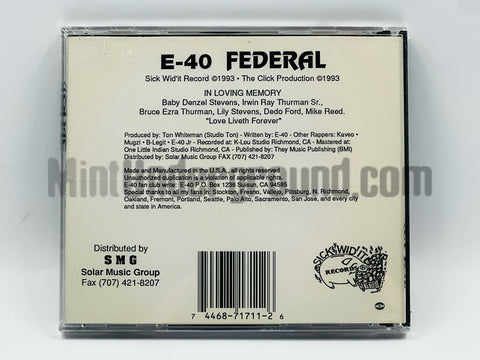 E-40 FEDERAL
Sick Wid'it Record ©1993 • The Click Production ©1993
IN LOVING MEMORY
Baby Denzel Stevens, Irwin Ray Thurman Sr.,
Bruce Ezra Thurman, Lily Stevens, Dedo Ford, Mike Reed.
"Love Liveth Forever"
Produced by: Ton Whiteman (Studio Ton) - Written by: E-40 - Other Rappers: Kaveo •
Mugzi • B-Legit • E-40 Jr - Recorded at: K-Lou Studio Richmond, CA - Mastered at:
One Little Indian Studio Richmond, CA • Published by: They Music Publishing (BMI)
Distributed by: Solar Music Group FAX (707) 421-8207
Made and Manufactured in the U.S.A. all rights reserved
Unauthorized duplication is violation of applicable rights.
E-40 fan club write: E-40 P.O. Box 1236 Susun, CA 94585
Special thanks to all my fans in: Stockton, Fresno, Vallejo, Pittsburg, N. Richmond,
Oakland, Fremont, Portland, Seattle, Palo Alto, Sacramento, San Jose, and every city
and state in America.
Distributed by
S M G
Solar Music Group
Fax (707) 421-8207
SICK WID' IT
RECORDS
7 4468-71711-2 6